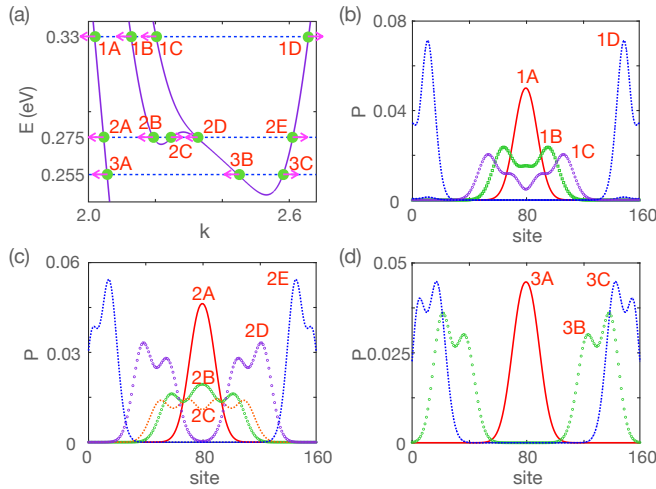 (a)
0.33
1A
1B
1C
1D
E (eV)
2A
2B
2D
2E
0.275
2C
3A
3B
3C
0.255
2.0
2.6
k
(b)
0.08
1D
1A
P
0.04
1B
1C
0
0
80
160
site
(c)
0.06
2A
2E
2D
P
0.03
2B
2C
0
0
80
160
site
(d)
0.05
3A
3C
P
0.025
3B
0
0
80
160
site